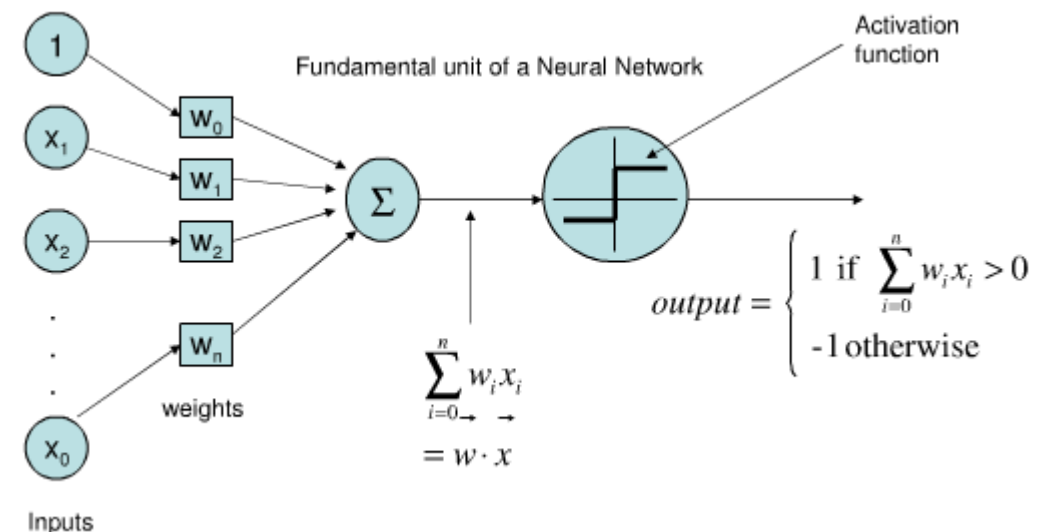 1
Activation
function
Fundamental unit of a Neural Network
w₀
x₁
w₁
Σ
x₂
w₂
.
.
.
wₙ
weights
x₀
Inputs
n
∑ wᵢxᵢ
i=0
= w⃗ · x⃗
output = { 1 if ∑ᵢ₌₀ⁿ wᵢxᵢ > 0
-1 otherwise